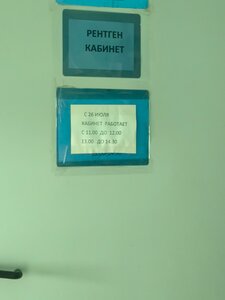 РЕНТГЕН
КАБИНЕТ
С 26 ИЮЛЯ
КАБИНЕТ РАБОТАЕТ
С 11.00 ДО 12.00
13.00 ДО 14.30